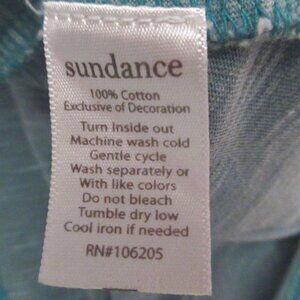 sundance
100% Cotton
Exclusive of Decoration
Turn Inside out
Machine wash cold
Gentle cycle
Wash separately or
With like colors
Do not bleach
Tumble dry low
Cool iron if needed
RN#106205